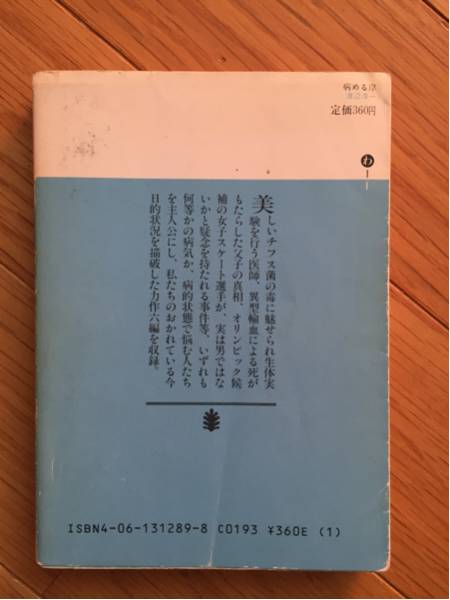 病める岸
渡辺淳一
定価360円
わ
1
美しいチフス菌の毒に魅せられ生体実
験を行う医師、異型輸血による死が
もたらした父子の真相、オリンピック候
補の女子スケート選手が、実は男ではな
いかと疑念を持たれる事件等、いずれも
何等かの病気か、病的状態で悩む人たち
を主人公にし、私たちのおかれている今
日的状況を描破した力作六編を収録。
ISBN4-06-131289-8 C0193 ¥360E (1)